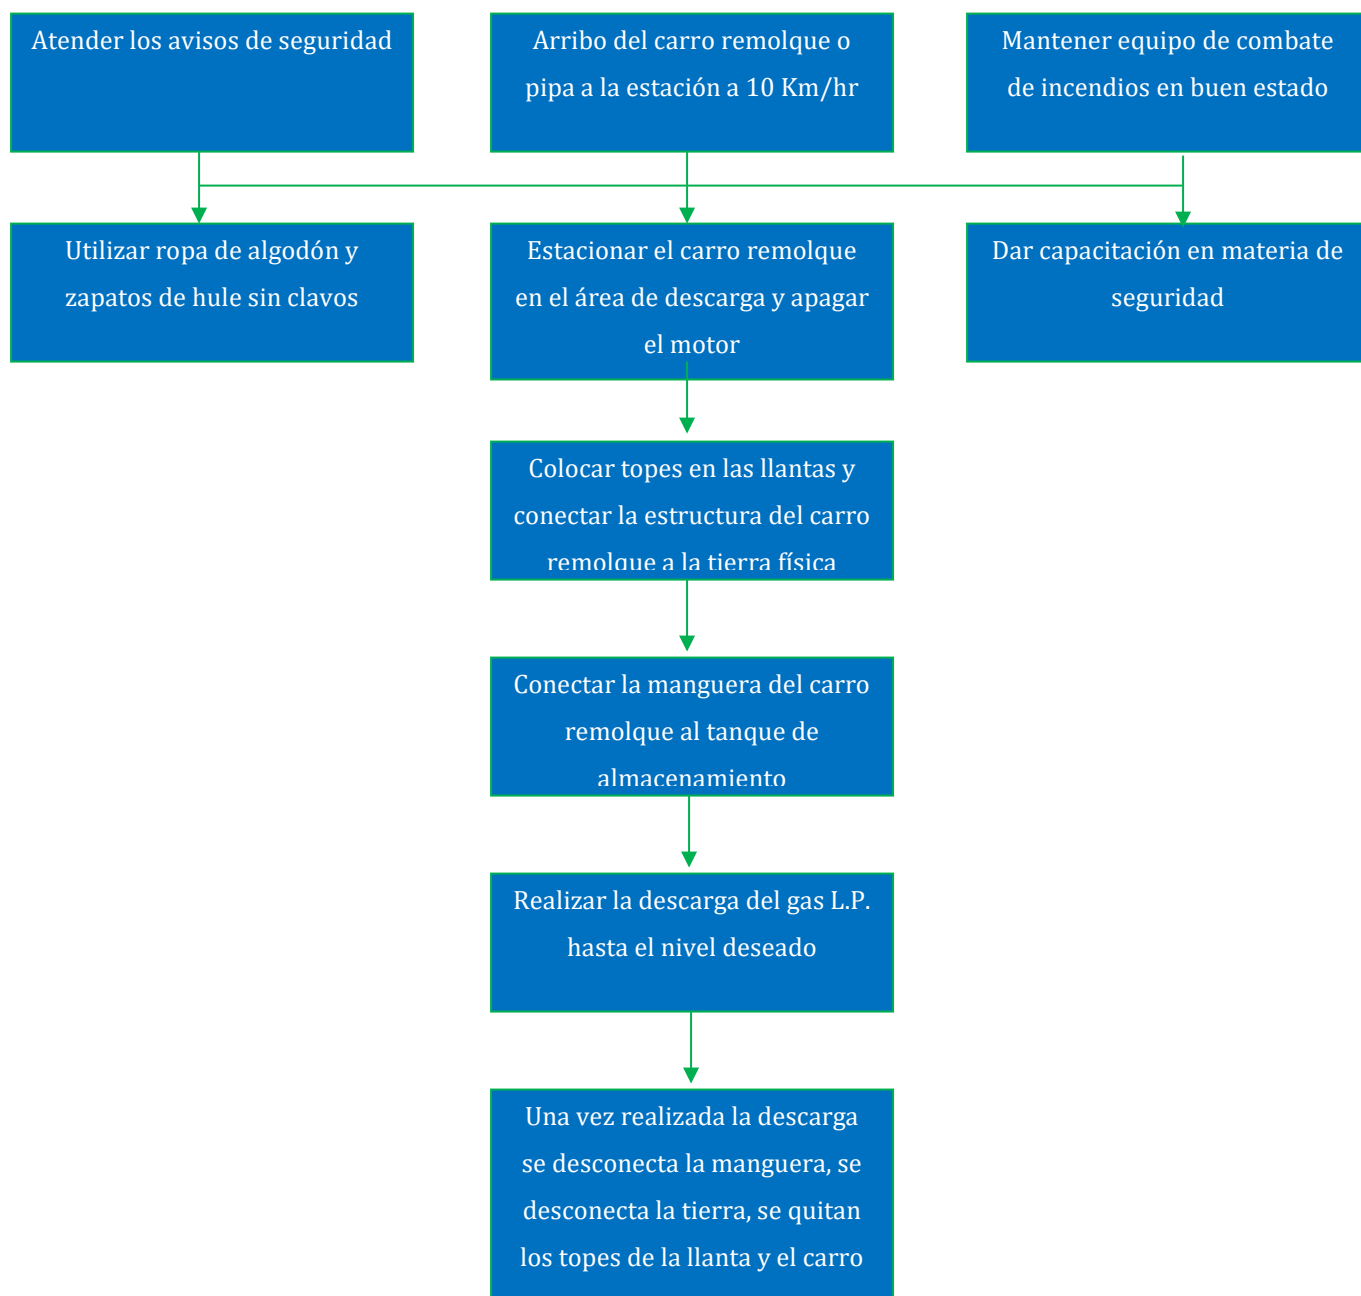 Atender los avisos de seguridad
Arribo del carro remolque o
pipa a la estación a 10 Km/hr
Mantener equipo de combate
de incendios en buen estado
Utilizar ropa de algodón y
zapatos de hule sin clavos
Estacionar el carro remolque
en el área de descarga y apagar
el motor
Dar capacitación en materia de
seguridad
Colocar topes en las llantas y
conectar la estructura del carro
remolque a la tierra física
Conectar la manguera del carro
remolque al tanque de
almacenamiento
Realizar la descarga del gas L.P.
hasta el nivel deseado
Una vez realizada la descarga
se desconecta la manguera, se
desconecta la tierra, se quitan
los topes de la llanta y el carro